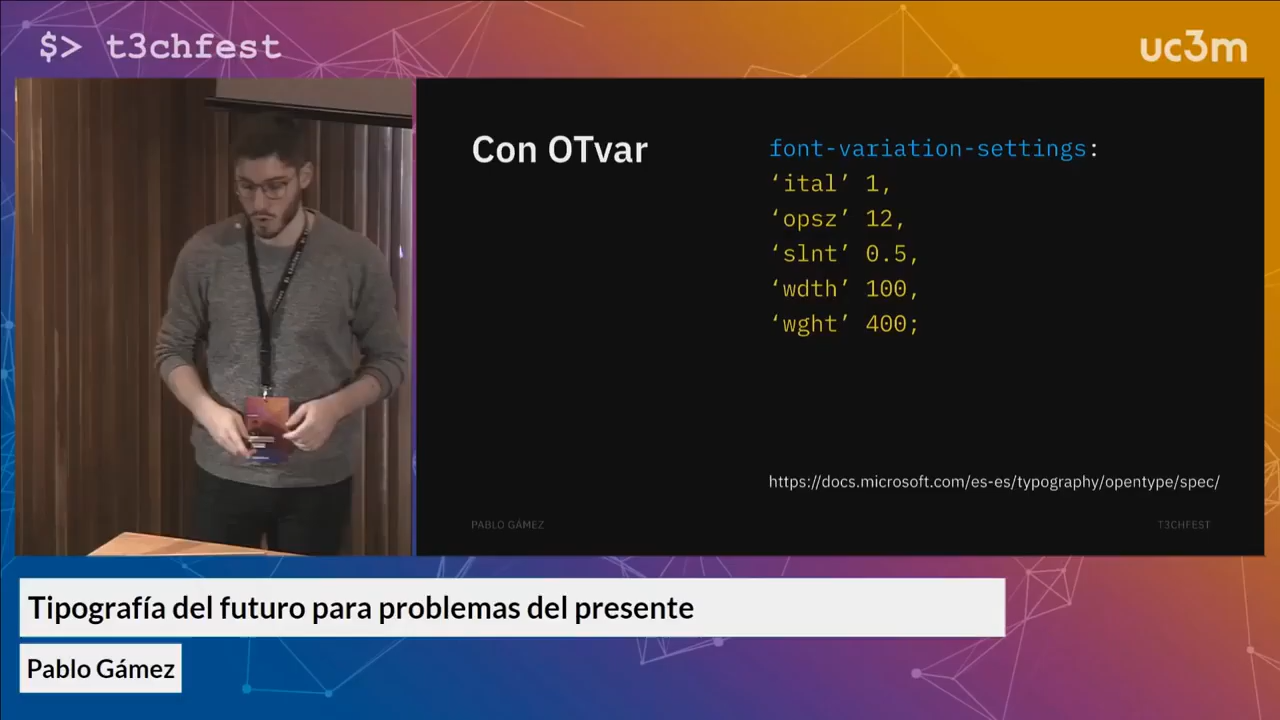 $> t3chfest
uc3m
Con OTvar
font-variation-settings:
‘ital’ 1,
‘opsz’ 12,
‘slnt’ 0.5,
‘wdth’ 100,
‘wght’ 400;
https://docs.microsoft.com/es-es/typography/opentype/spec/
PABLO GÁMEZ
T3CHFEST
Tipografía del futuro para problemas del presente
Pablo Gámez